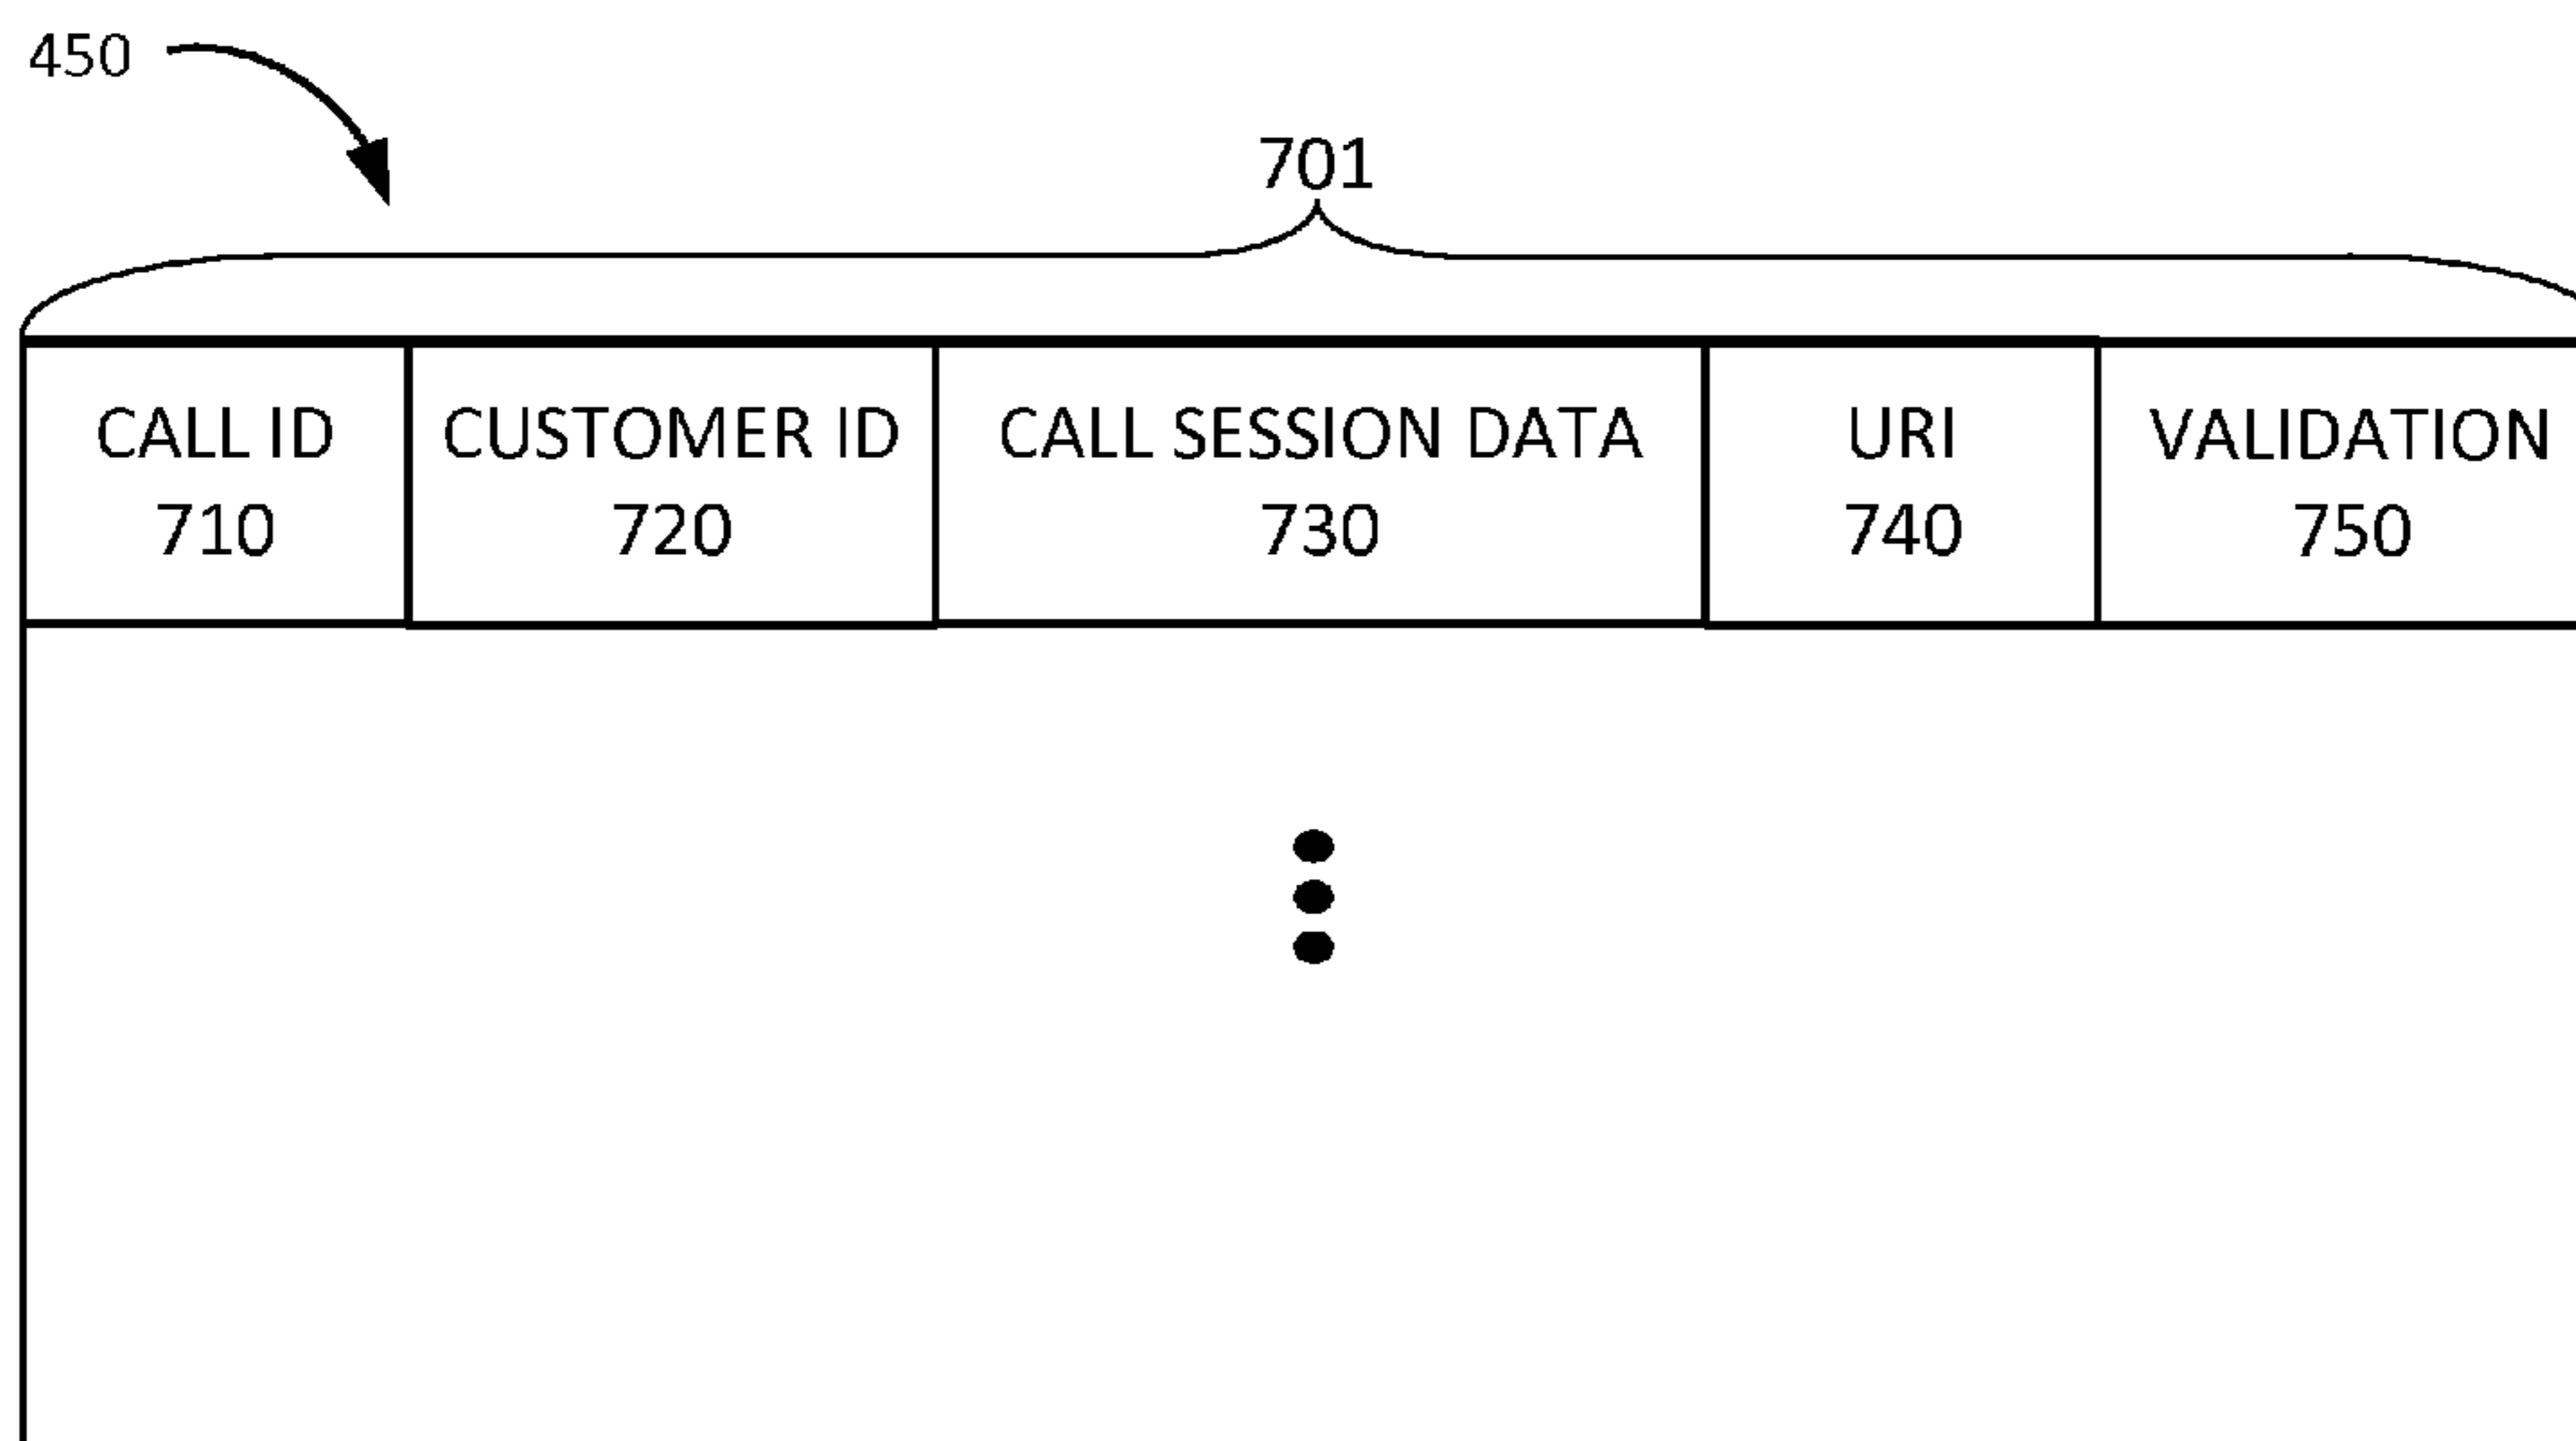 450
701
CALL ID
710
CUSTOMER ID
720
CALL SESSION DATA
730
URI
740
VALIDATION
750